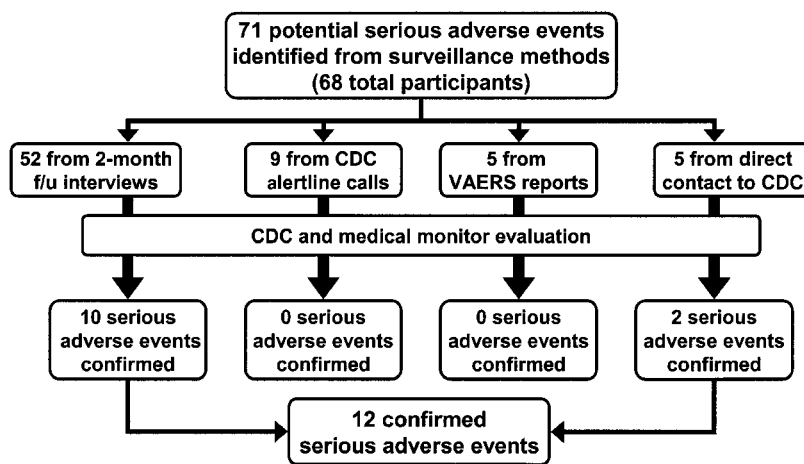 71 potential serious adverse events
identified from surveillance methods
(68 total participants)
52 from 2-month
f/u interviews
9 from CDC
alertline calls
5 from
VAERS reports
5 from direct
contact to CDC
CDC and medical monitor evaluation
10 serious
adverse events
confirmed
0 serious
adverse events
confirmed
0 serious
adverse events
confirmed
2 serious
adverse events
confirmed
12 confirmed
serious adverse events